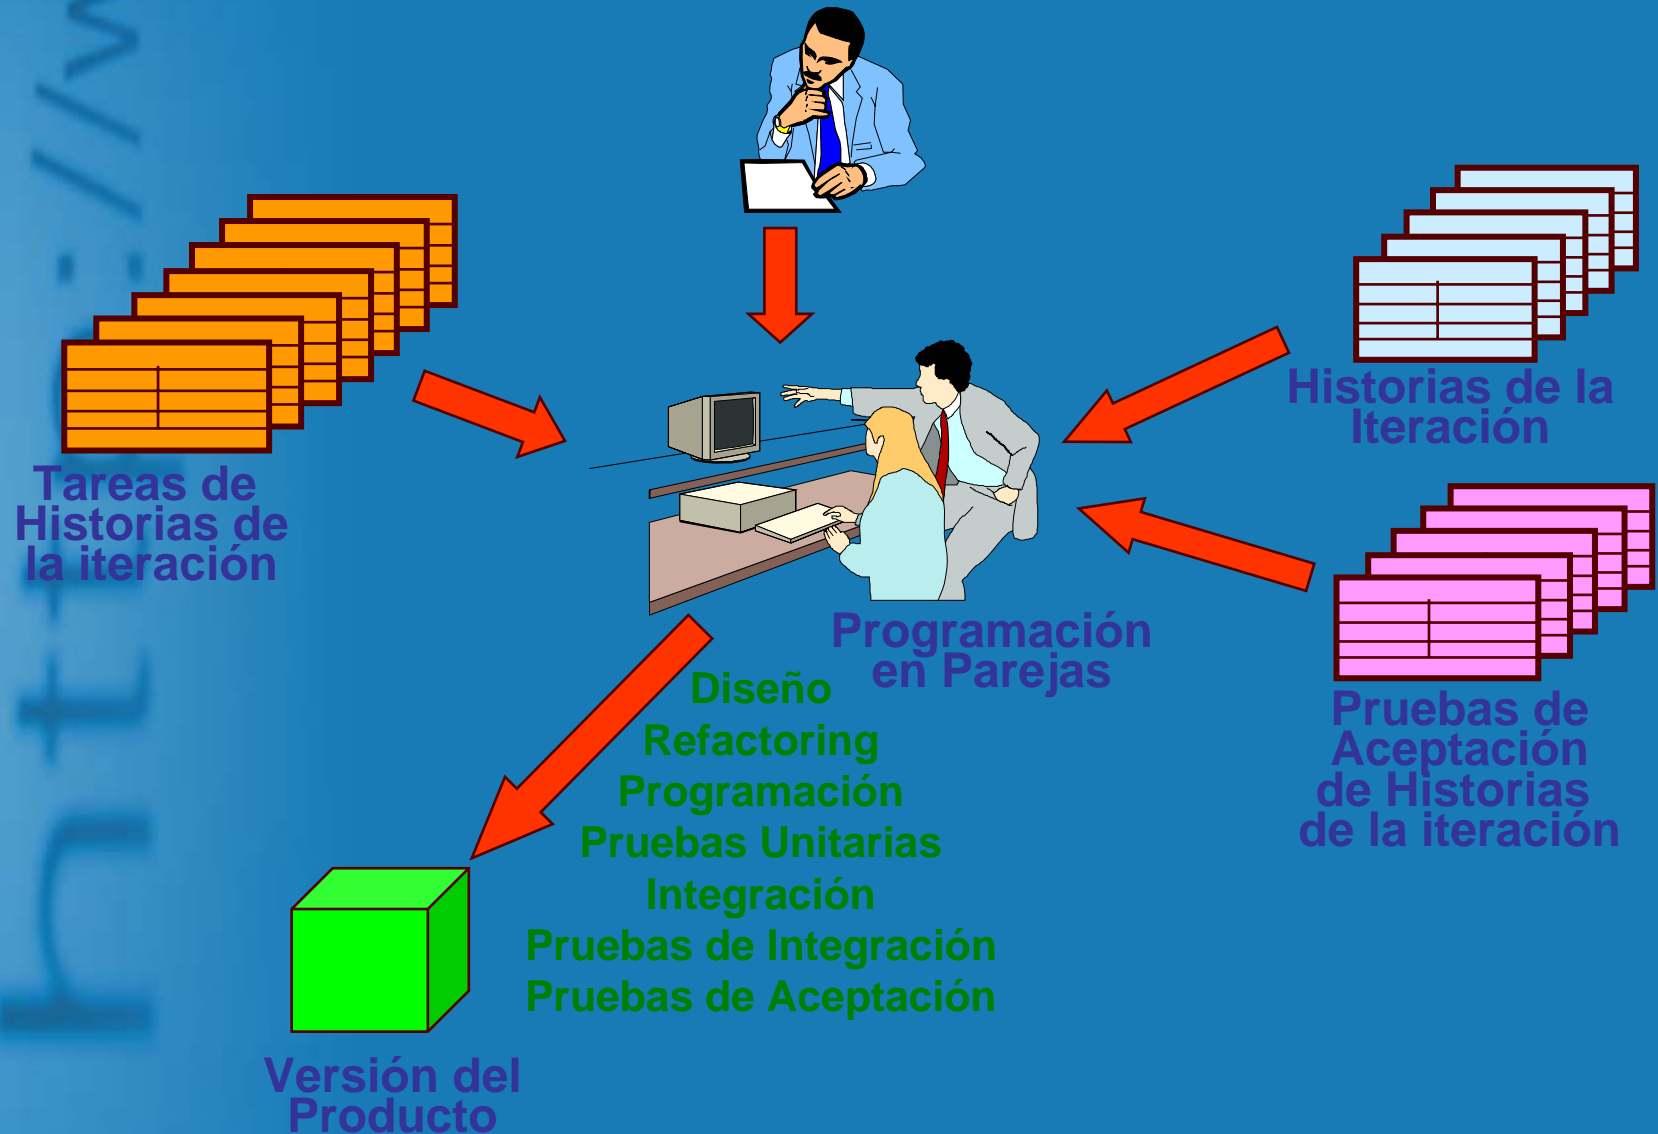 http://w
Tareas de
Historias de
la iteración
Historias de la
Iteración
Programación
en Parejas
Pruebas de
Aceptación
de Historias
de la iteración
Diseño
Refactoring
Programación
Pruebas Unitarias
Integración
Pruebas de Integración
Pruebas de Aceptación
Versión del
Producto